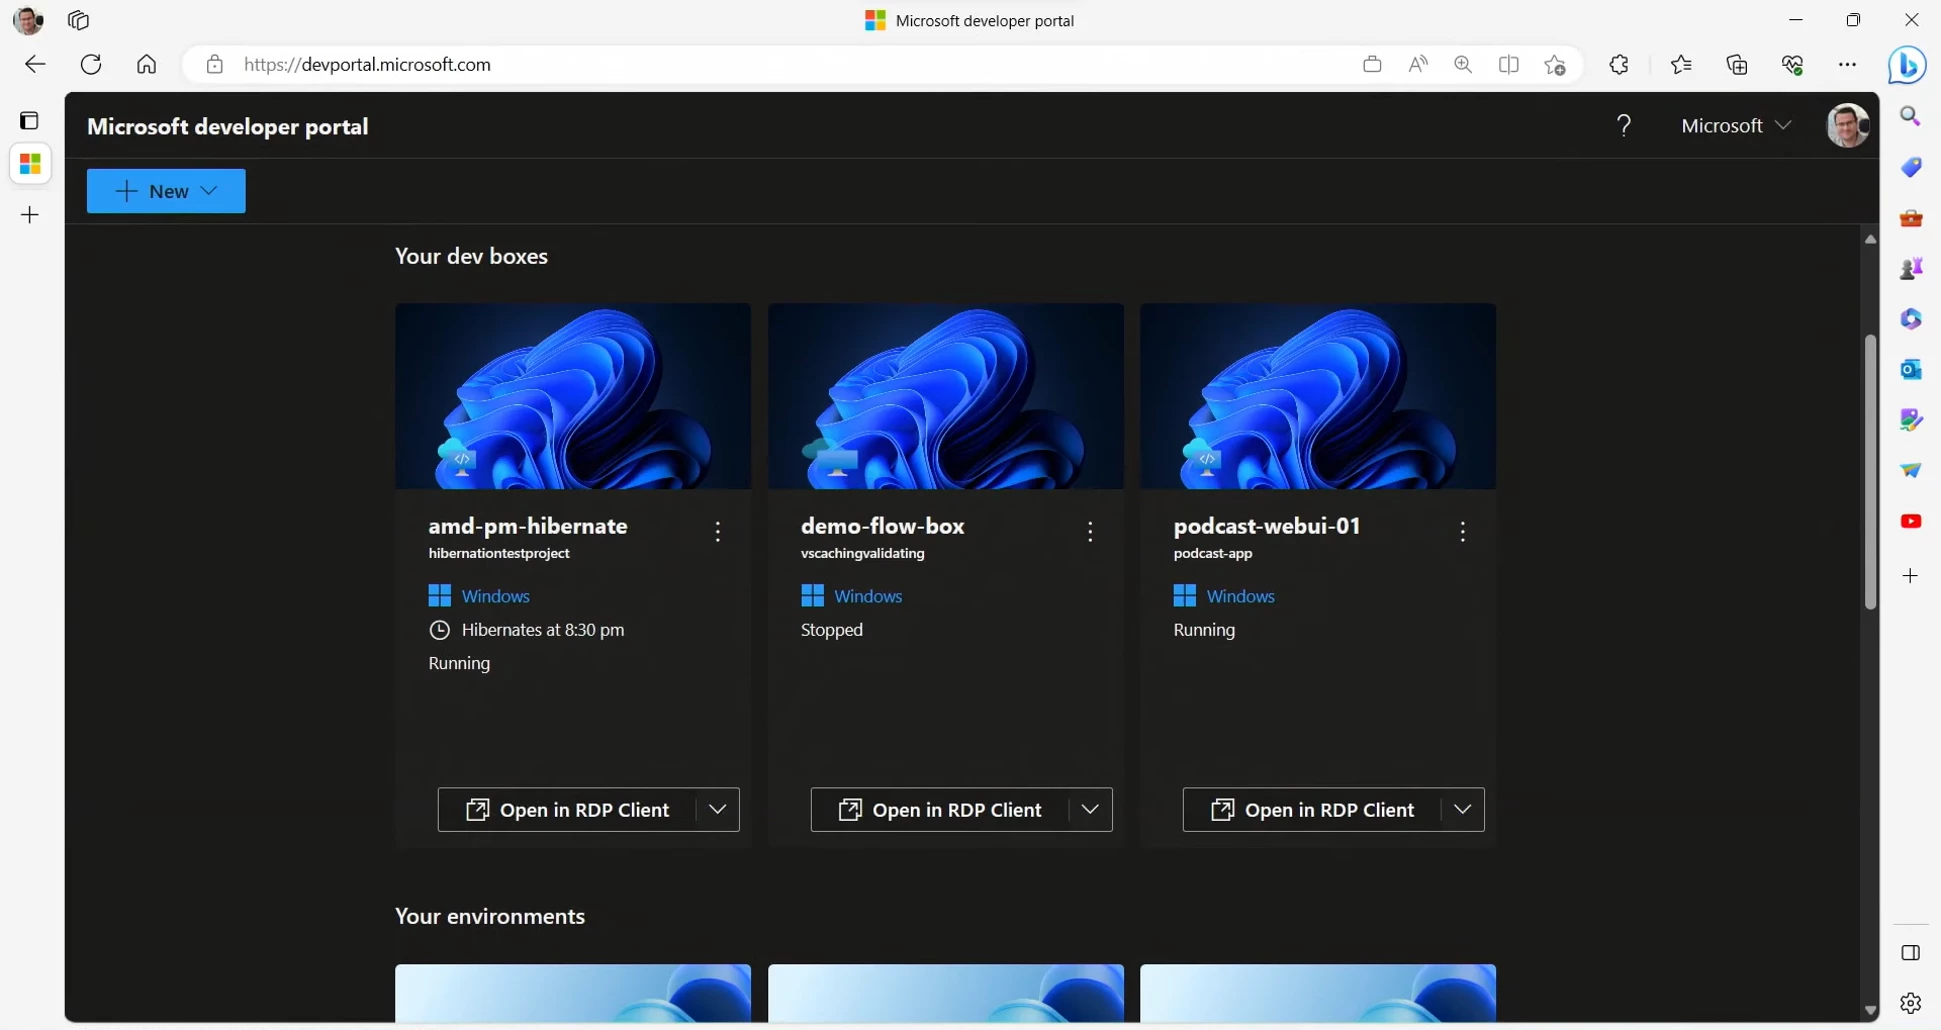 Microsoft developer portal
https://devportal.microsoft.com
Microsoft developer portal
? Microsoft
New
Your dev boxes
amd-pm-hibernate
hibernationtestproject
Windows
Hibernates at 8:30 pm
Running
Open in RDP Client
demo-flow-box
vscachingvalidating
Windows
Stopped
Open in RDP Client
podcast-webui-01
podcast-app
Windows
Running
Open in RDP Client
Your environments